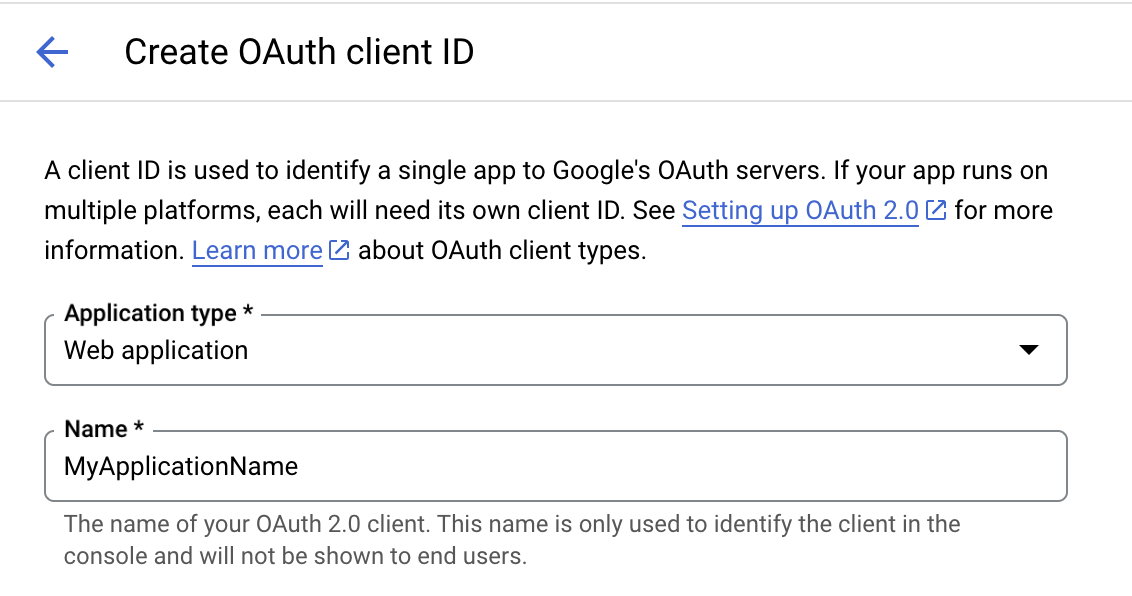 Create OAuth client ID
A client ID is used to identify a single app to Google's OAuth servers. If your app runs on
multiple platforms, each will need its own client ID. See Setting up OAuth 2.0 for more
information. Learn more about OAuth client types.
Application type *
Web application
Name *
MyApplicationName
The name of your OAuth 2.0 client. This name is only used to identify the client in the
console and will not be shown to end users.